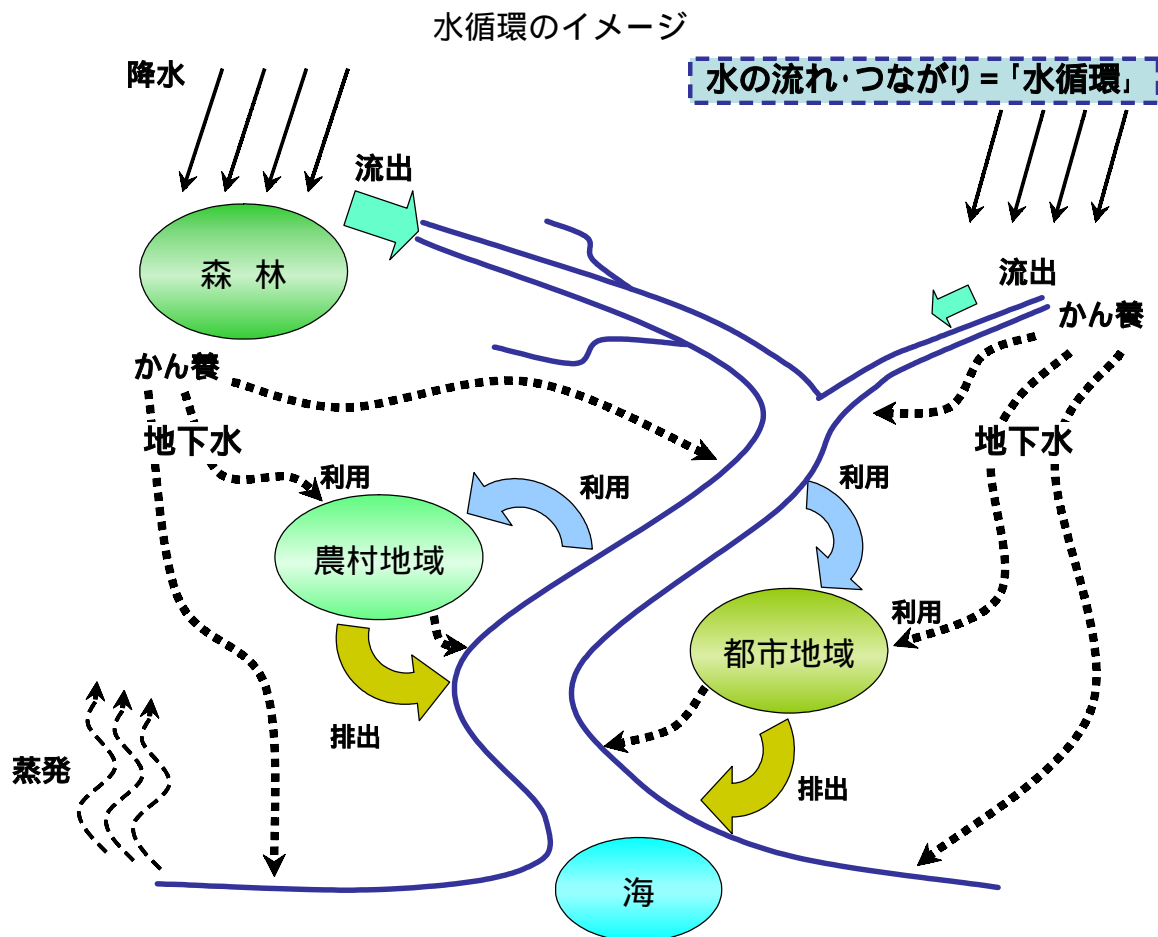 水循環のイメージ
降水
水の流れ･つながり=｢水循環｣
流出
森 林
流出
かん養
かん養
地下水
地下水
利用
利用
利用
農村地域
利用
都市地域
排出
蒸発
排出
海